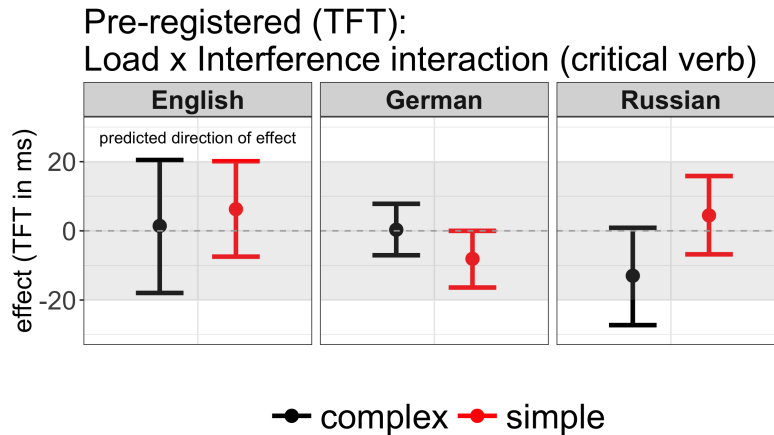 Pre-registered (TFT):
Load x Interference interaction (critical verb)
English
German
Russian
predicted direction of effect
effect (TFT in ms)
20
0
-20
complex
simple